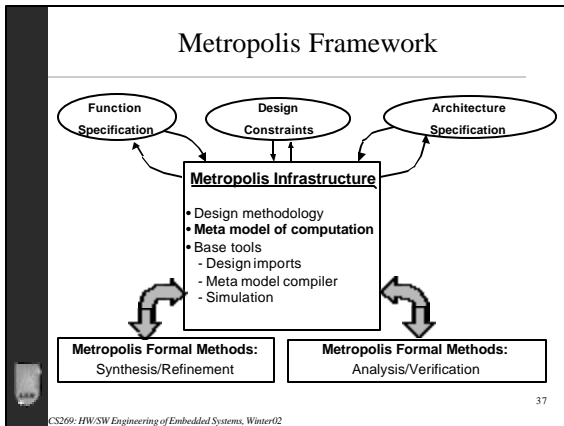 Metropolis Framework
Function
Specification
Design
Constraints
Architecture
Specification
Metropolis Infrastructure
• Design methodology
• Meta model of computation
• Base tools
- Design imports
- Meta model compiler
- Simulation
Metropolis Formal Methods:
Synthesis/Refinement
Metropolis Formal Methods:
Analysis/Verification
37
CS269: HW/SW Engineering of Embedded Systems, Winter02